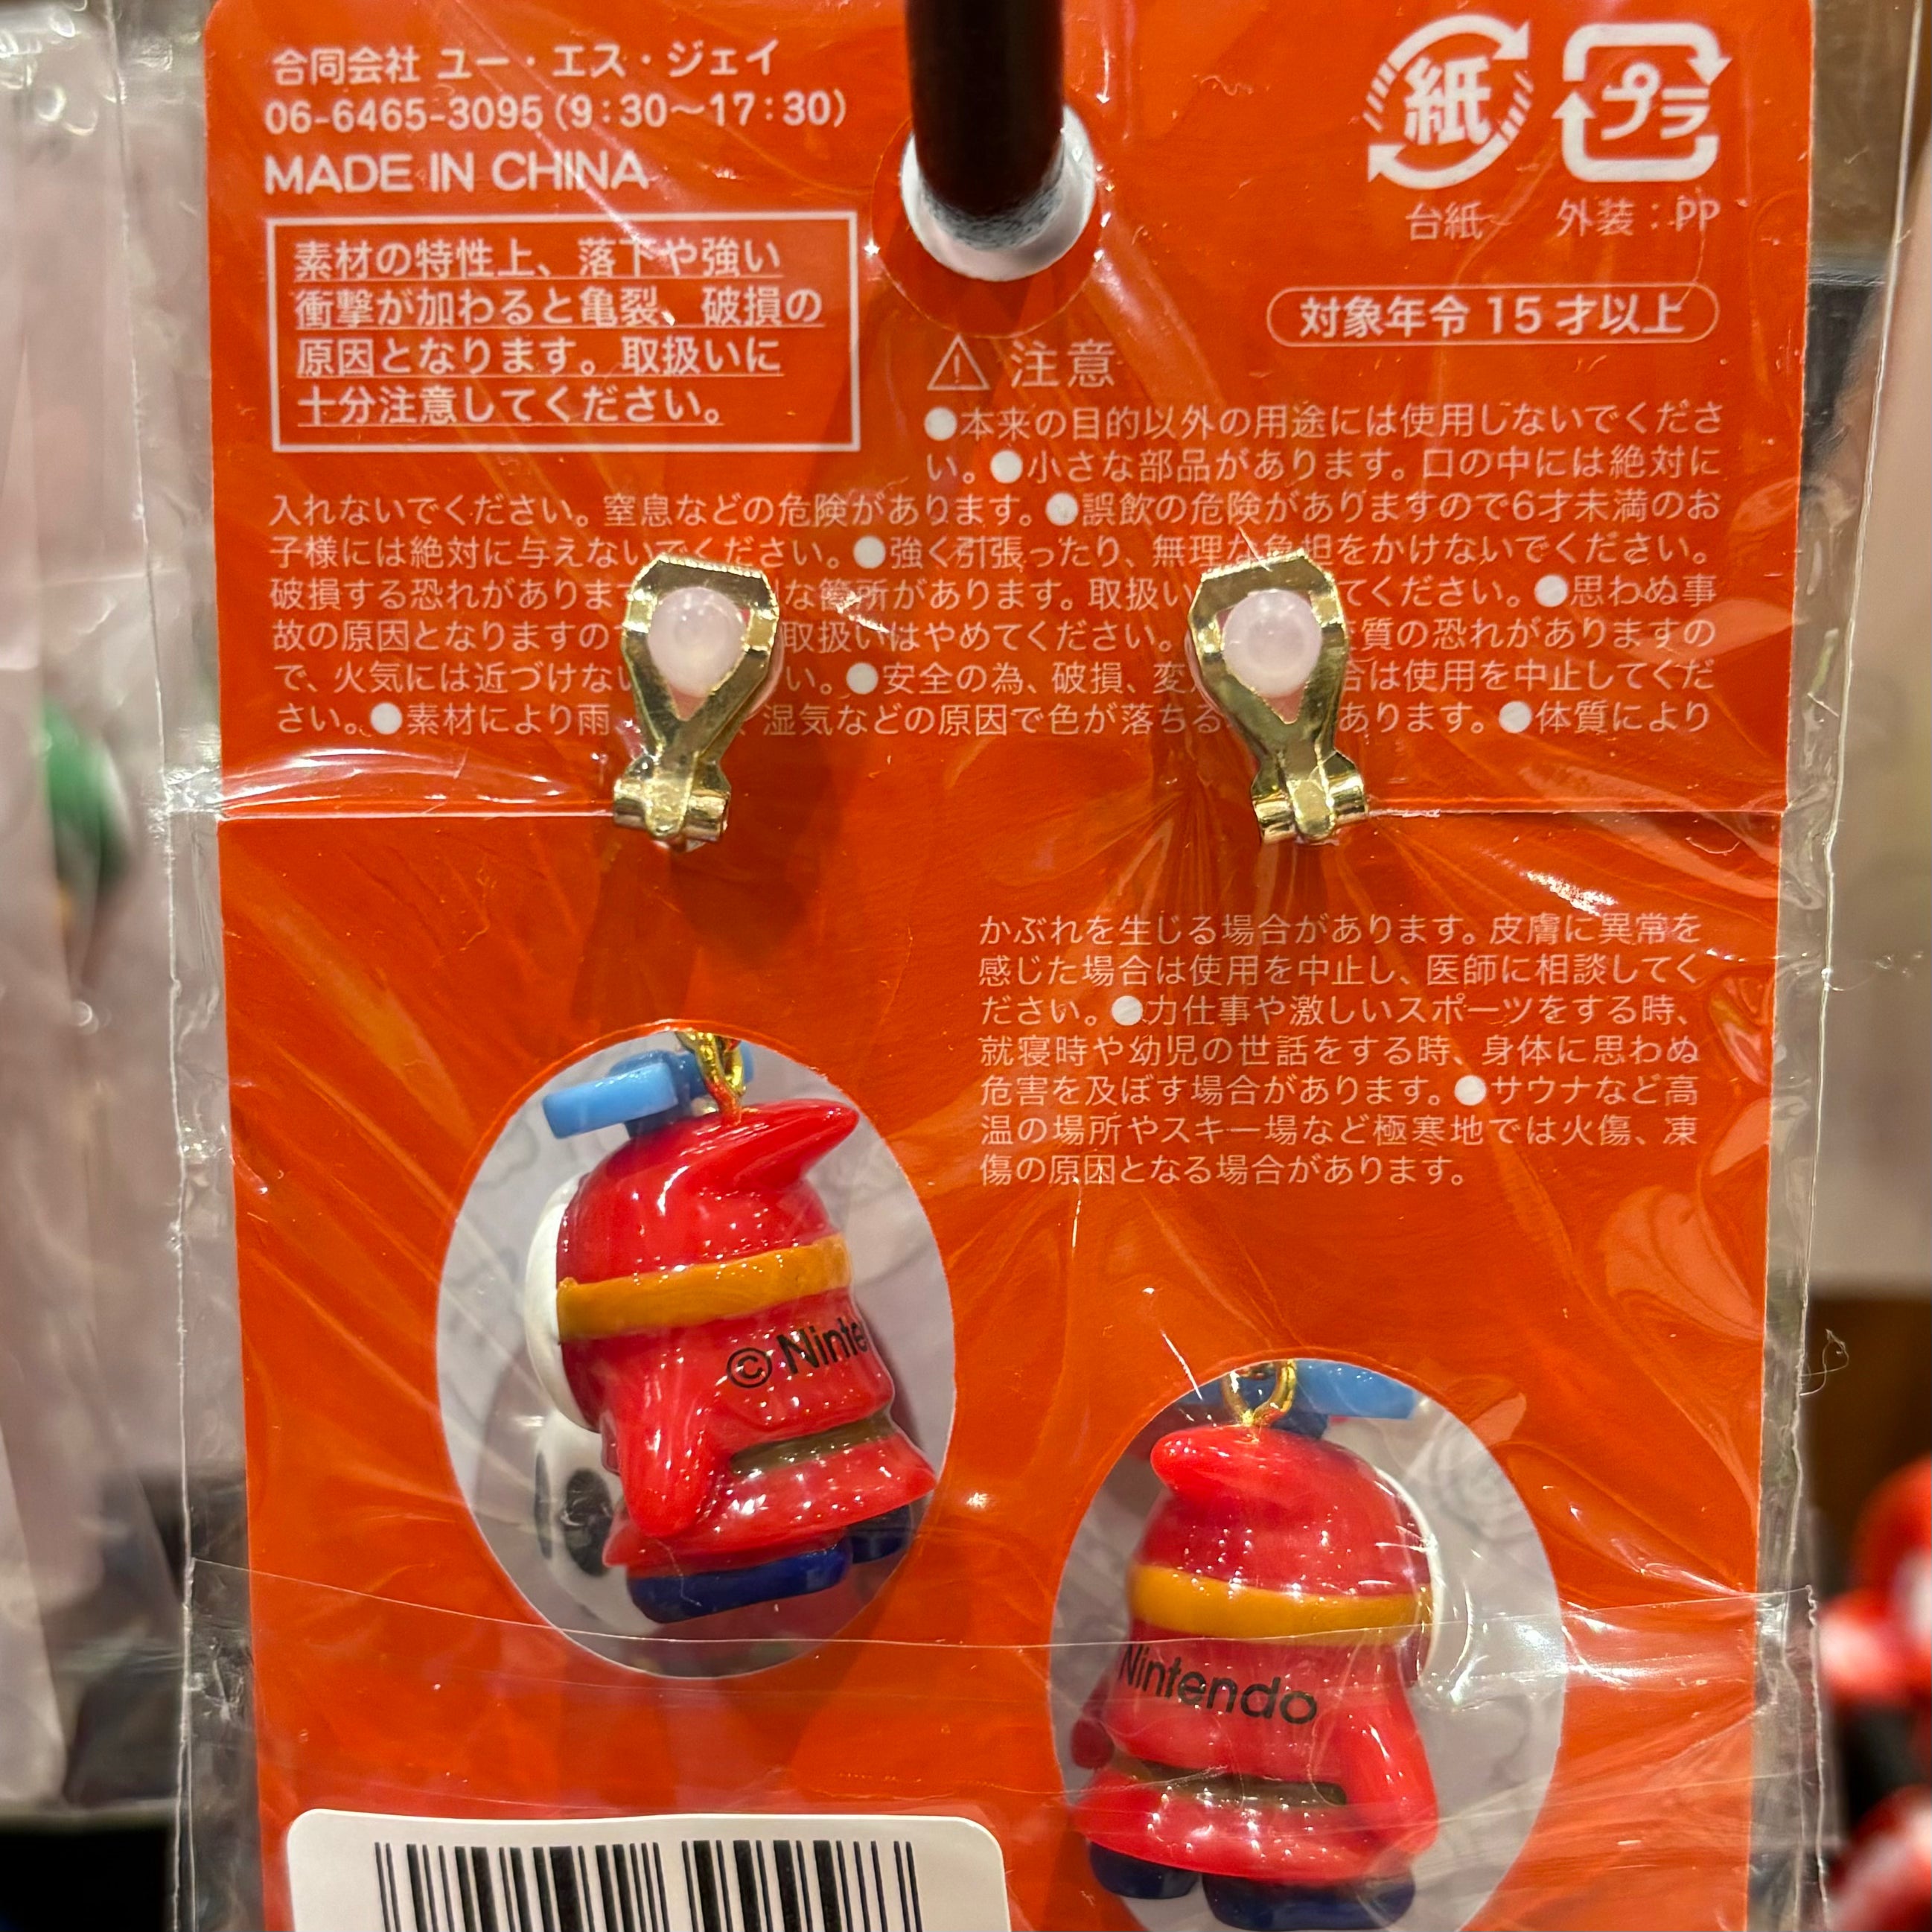 合同会社 ユー・エス・ジェイ
06-6465-3095(9:30～17:30)
MADE IN CHINA
素材の特性上、落下や強い
衝撃が加わると亀裂、破損の
原因となります。取扱いに
十分注意してください。
紙
プラ
台紙
外装:PP
対象年令 15 才以上
注意
●本来の目的以外の用途には使用しないでくださ
い。●小さな部品があります。口の中には絶対に
入れないでください。窒息などの危険があります。●誤飲の危険がありますので6才未満のお
子様には絶対に与えないでください。●強く引張ったり、無理な負担をかけないでください。
破損する恐れがありま な箇所があります。取扱い てください。●思わぬ事
故の原因となりますの 取扱いはやめてください。 質の恐れがありますの
で、火気には近づけな い。●安全の為、破損、変 合は使用を中止してくだ
さい。●素材により雨 湿気などの原因で色が落ちる あります。●体質により
かぶれを生じる場合があります。皮膚に異常を
感じた場合は使用を中止し、医師に相談してく
ださい。●力仕事や激しいスポーツをする時、
就寝時や幼児の世話をする時、身体に思わぬ
危害を及ぼす場合があります。●サウナなど高
温の場所やスキー場など極寒地では火傷、凍
傷の原因となる場合があります。
© Ninte
Nintendo